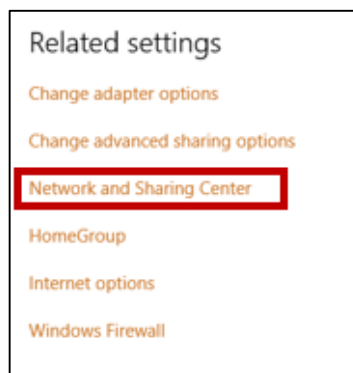 Related settings
Change adapter options
Change advanced sharing options
Network and Sharing Center
HomeGroup
Internet options
Windows Firewall